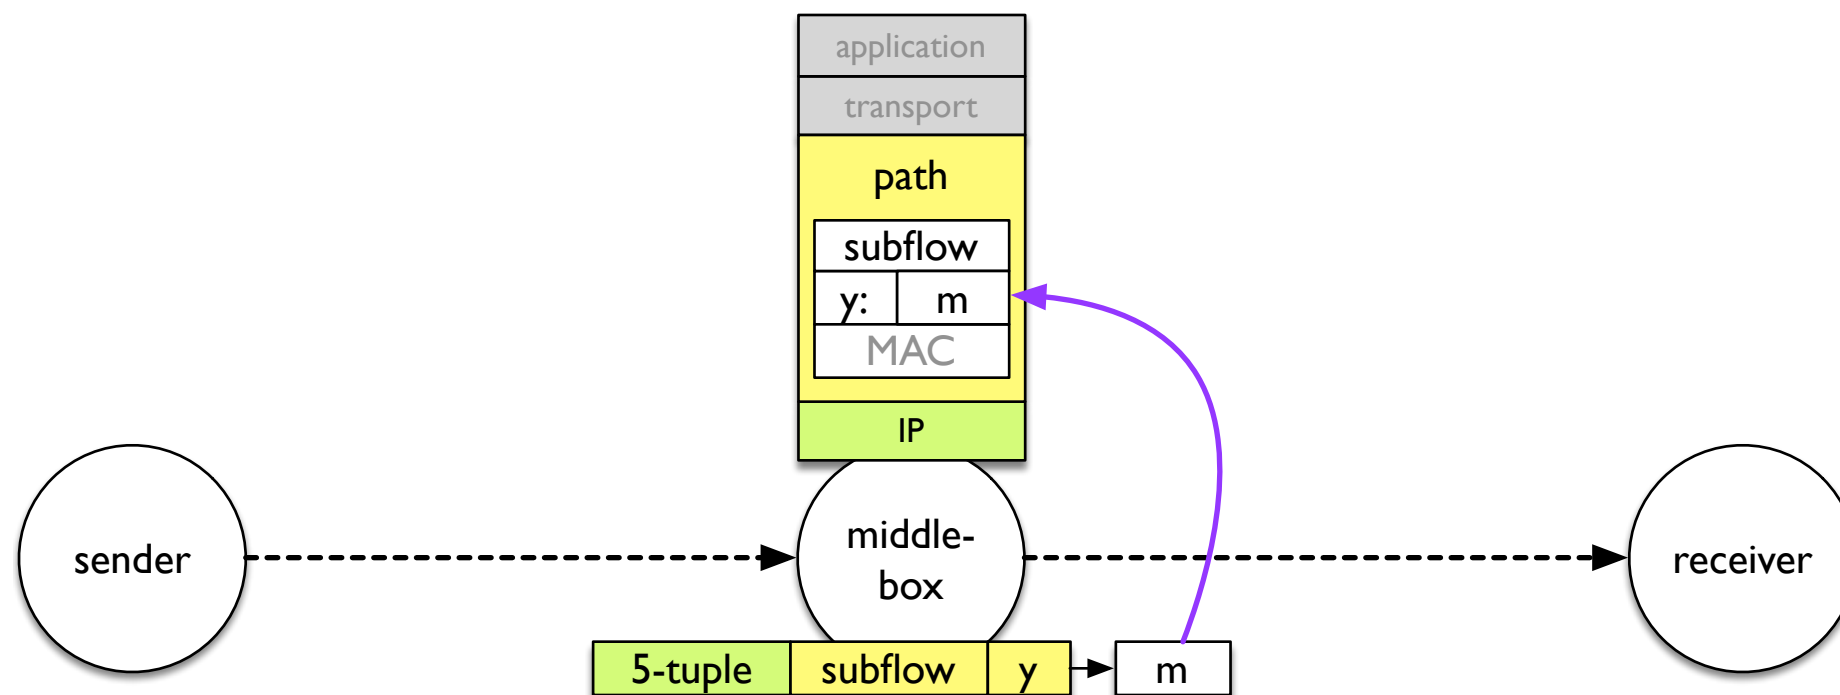 application
transport
path
subflow
y: m
MAC
IP
sender
middle-
box
receiver
5-tuple subflow y m